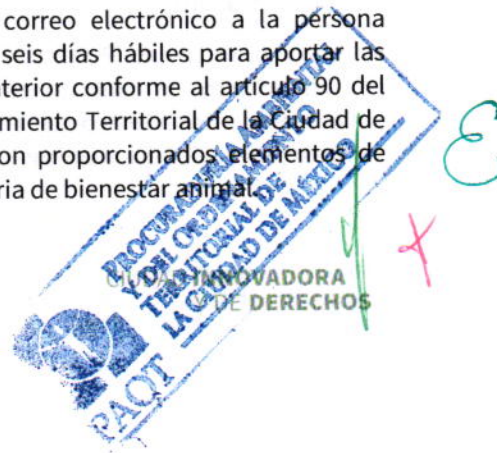 correo electrónico a la persona
seis días hábiles para aportar las
nterior conforme al artículo 90 del
miento Territorial de la Ciudad de
on proporcionados elementos de
ria de bienestar animal.
PROCURADURÍA AMBIENTAL
Y DEL ORDENAMIENTO
TERRITORIAL DE
LA CIUDAD DE MÉXICO
PAOT
CIUDAD INNOVADORA
Y DE DERECHOS